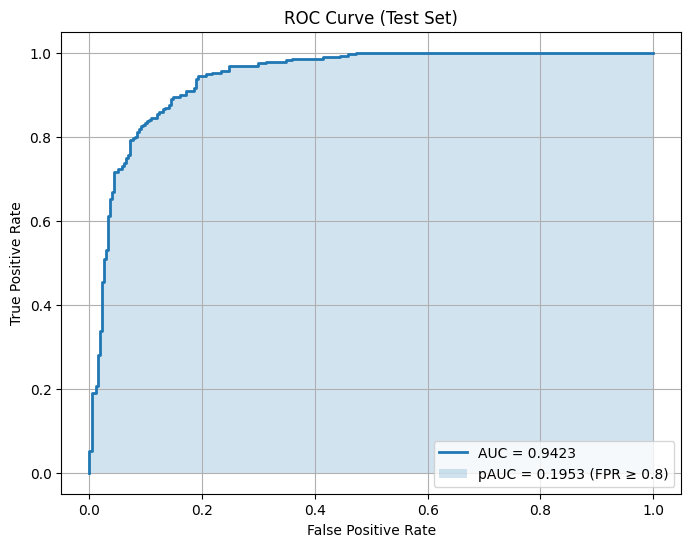 ROC Curve (Test Set)
1.0
0.8
0.6
0.4
0.2
0.0
True Positive Rate
0.0 0.2 0.4 0.6 0.8 1.0
False Positive Rate
AUC = 0.9423
pAUC = 0.1953 (FPR ≥ 0.8)